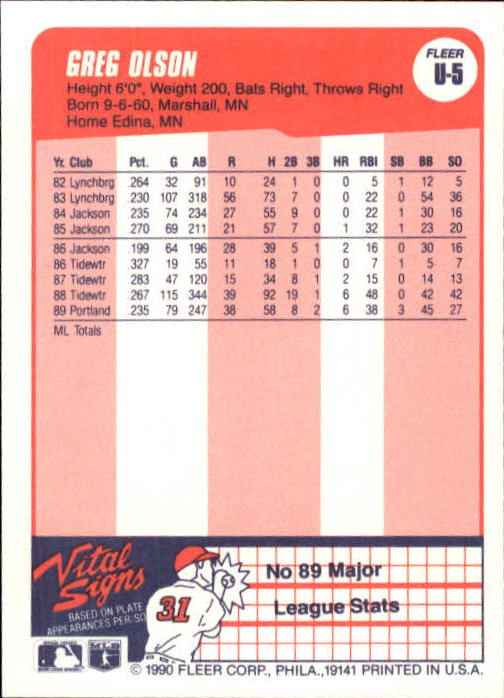 GREG OLSON
FLEER
U-5
Height 6'0", Weight 200, Bats Right, Throws Right
Born 9-6-60, Marshall, MN
Home Edina, MN
Yr. Club Pct. G AB R H 2B 3B HR RBI SB BB SO
82 Lynchbrg .264 32 91 10 24 1 0 0 5 1 12 5
83 Lynchbrg .230 107 318 56 73 7 0 0 22 0 54 36
84 Jackson .235 74 234 27 55 9 0 0 22 1 30 16
85 Jackson .270 69 211 21 57 7 0 1 32 1 23 20
86 Jackson .199 64 196 28 39 5 1 2 16 0 30 16
86 Tidewtr .327 19 55 11 18 1 0 0 7 1 5 7
87 Tidewtr .283 47 120 15 34 8 1 2 15 0 14 13
88 Tidewtr .267 115 344 39 92 19 1 6 48 0 42 42
89 Portland .235 79 247 38 58 8 2 6 38 3 45 27
ML Totals
Vital
Signs
BASED ON PLATE
APPEARANCES PER/SO
31
No 89 Major
League Stats
© 1990 FLEER CORP., PHILA., 19141 PRINTED IN U.S.A.